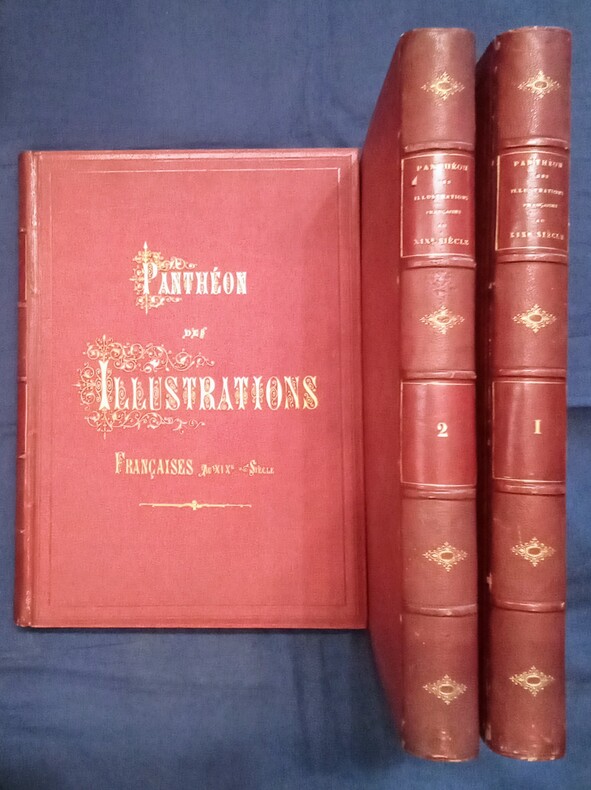 PANTHÉON
DES
ILLUSTRATIONS
FRANÇAISES AU XIXE SIÈCLE
PANTHÉON
DES
ILLUSTRATIONS
FRANÇAISES
AU
XIXE SIÈCLE
2
PANTHÉON
DES
ILLUSTRATIONS
FRANÇAISES
AU
XIXE SIÈCLE
1